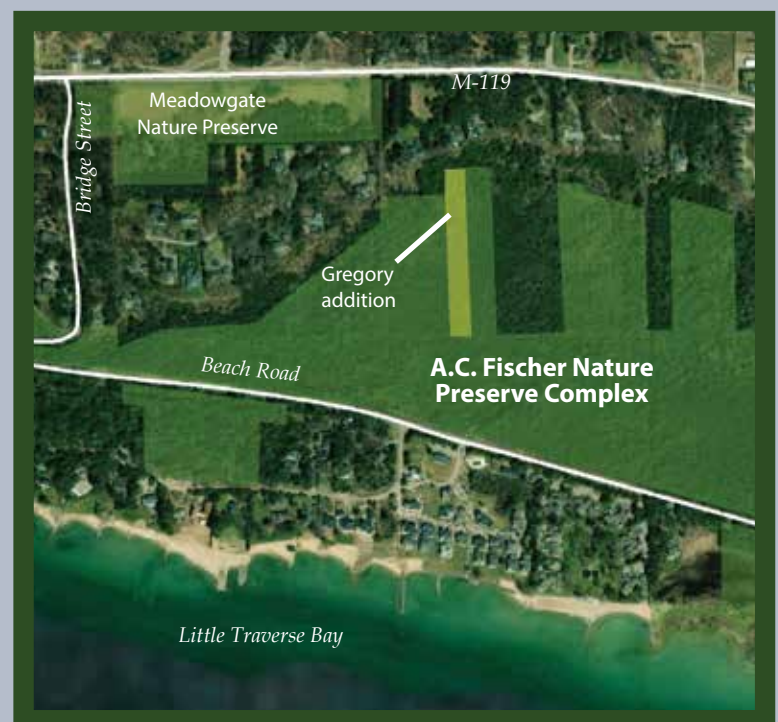 M-119
Meadowgate
Nature Preserve
Bridge Street
Gregory
addition
Beach Road
A.C. Fischer Nature
Preserve Complex
Little Traverse Bay